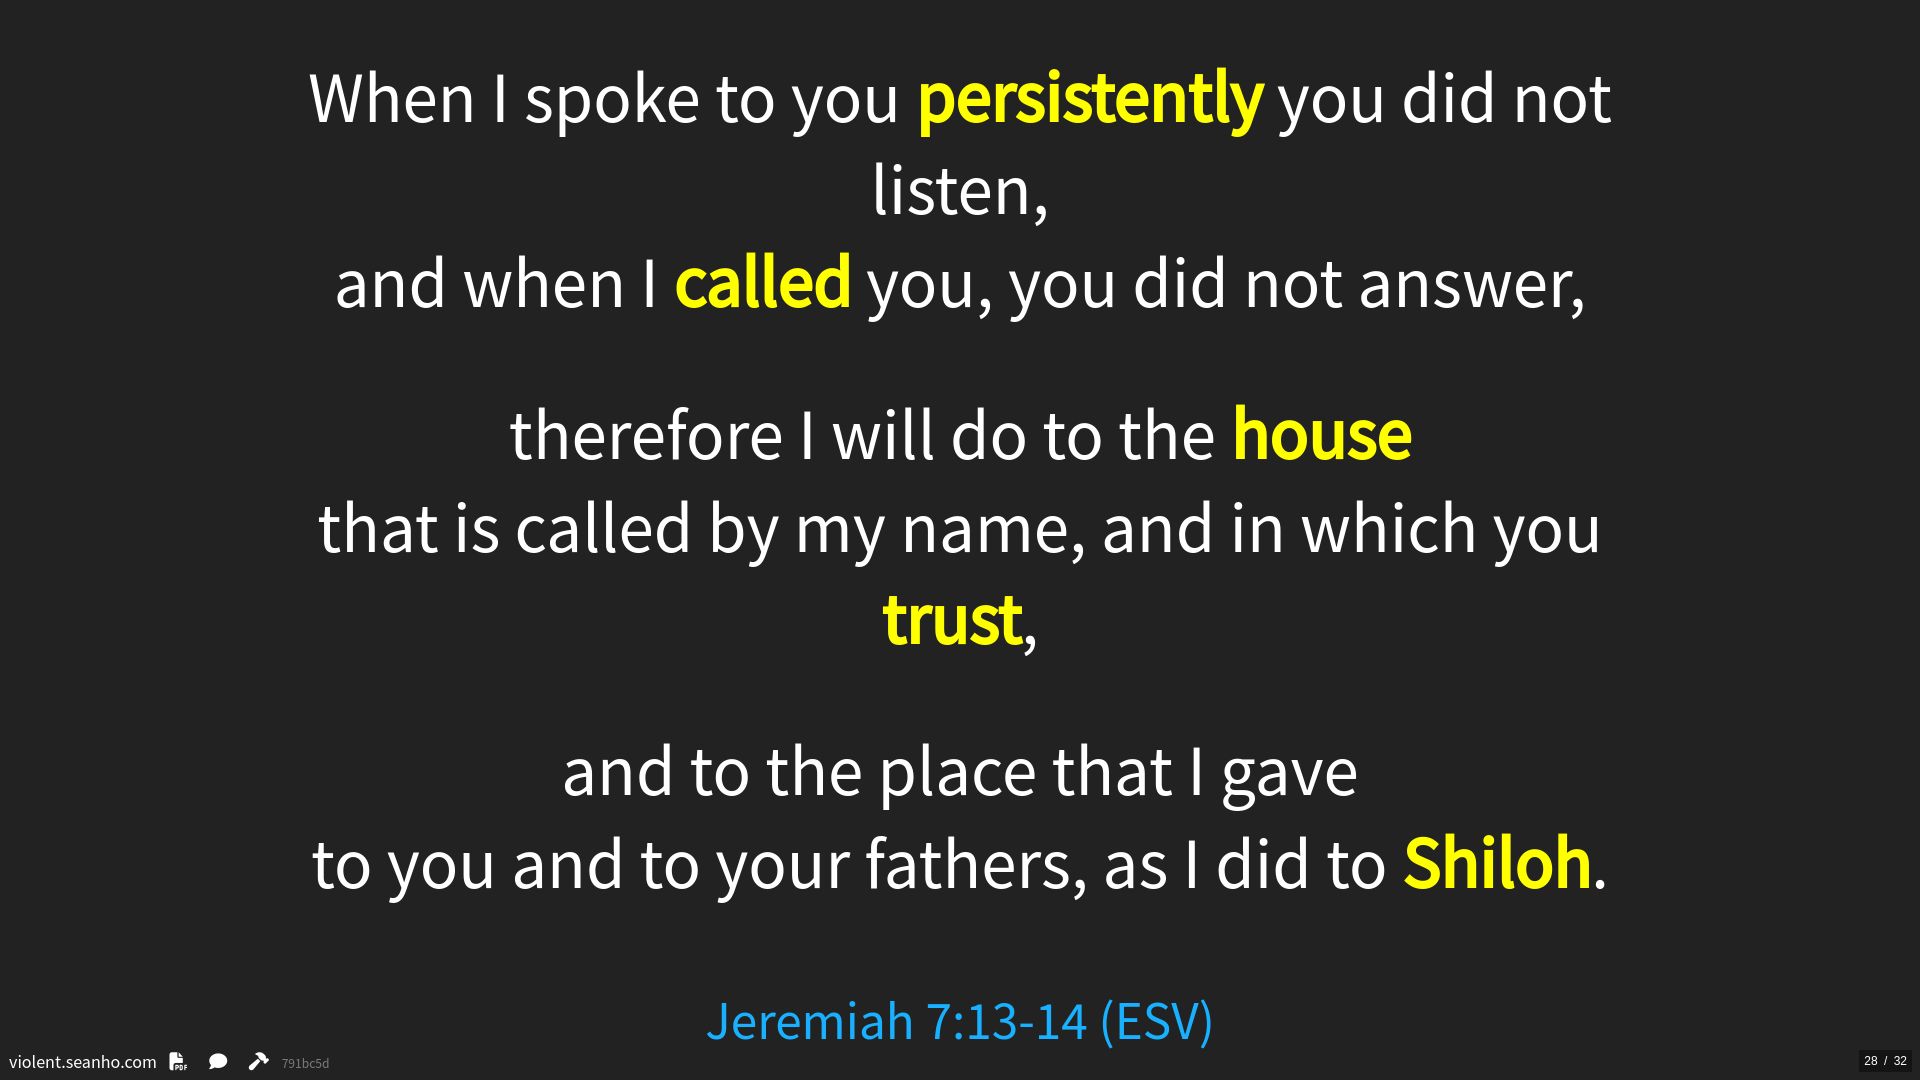 When I spoke to you persistently you did not
listen,
and when I called you, you did not answer,
therefore I will do to the house
that is called by my name, and in which you
trust,
and to the place that I gave
to you and to your fathers, as I did to Shiloh.
Jeremiah 7:13-14 (ESV)
violent.seanho.com PDF 791bc5d
28 / 32